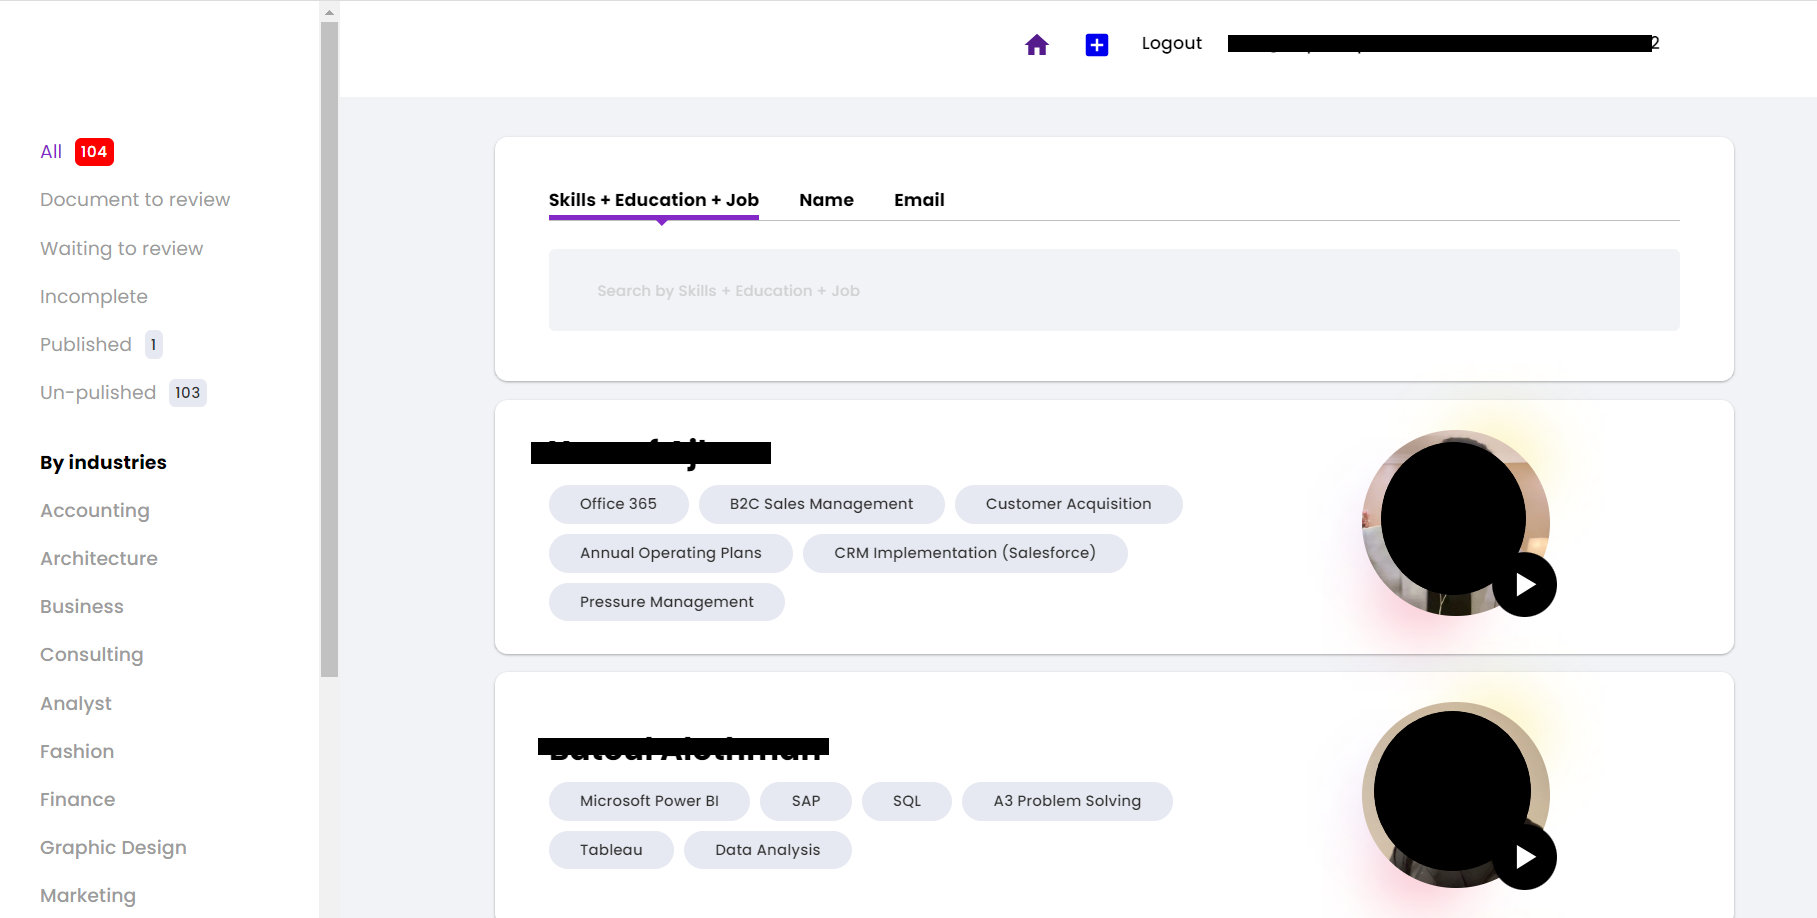 Logout
2
All 104
Document to review
Waiting to review
Incomplete
Published 1
Un-pulished 103
By industries
Accounting
Architecture
Business
Consulting
Analyst
Fashion
Finance
Graphic Design
Marketing
Skills + Education + Job Name Email
Search by Skills + Education + Job
Office 365 B2C Sales Management Customer Acquisition
Annual Operating Plans CRM Implementation (Salesforce)
Pressure Management
Microsoft Power BI SAP SQL A3 Problem Solving
Tableau Data Analysis